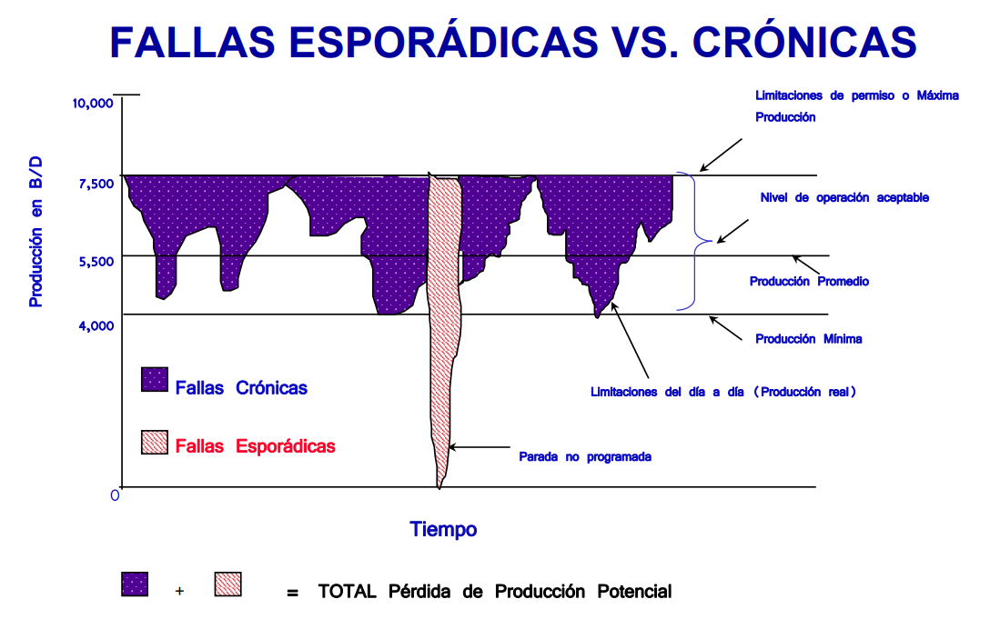 FALLAS ESPORÁDICAS VS. CRÓNICAS
10,000
7,500
5,500
4,000
0
Producción en B/D
Limitaciones de permiso o Máxima
Producción
Nivel de operación aceptable
Producción Promedio
Producción Mínima
Limitaciones del día a día (Producción real)
Fallas Crónicas
Fallas Esporádicas
Parada no programada
Tiempo
+ = TOTAL Pérdida de Producción Potencial